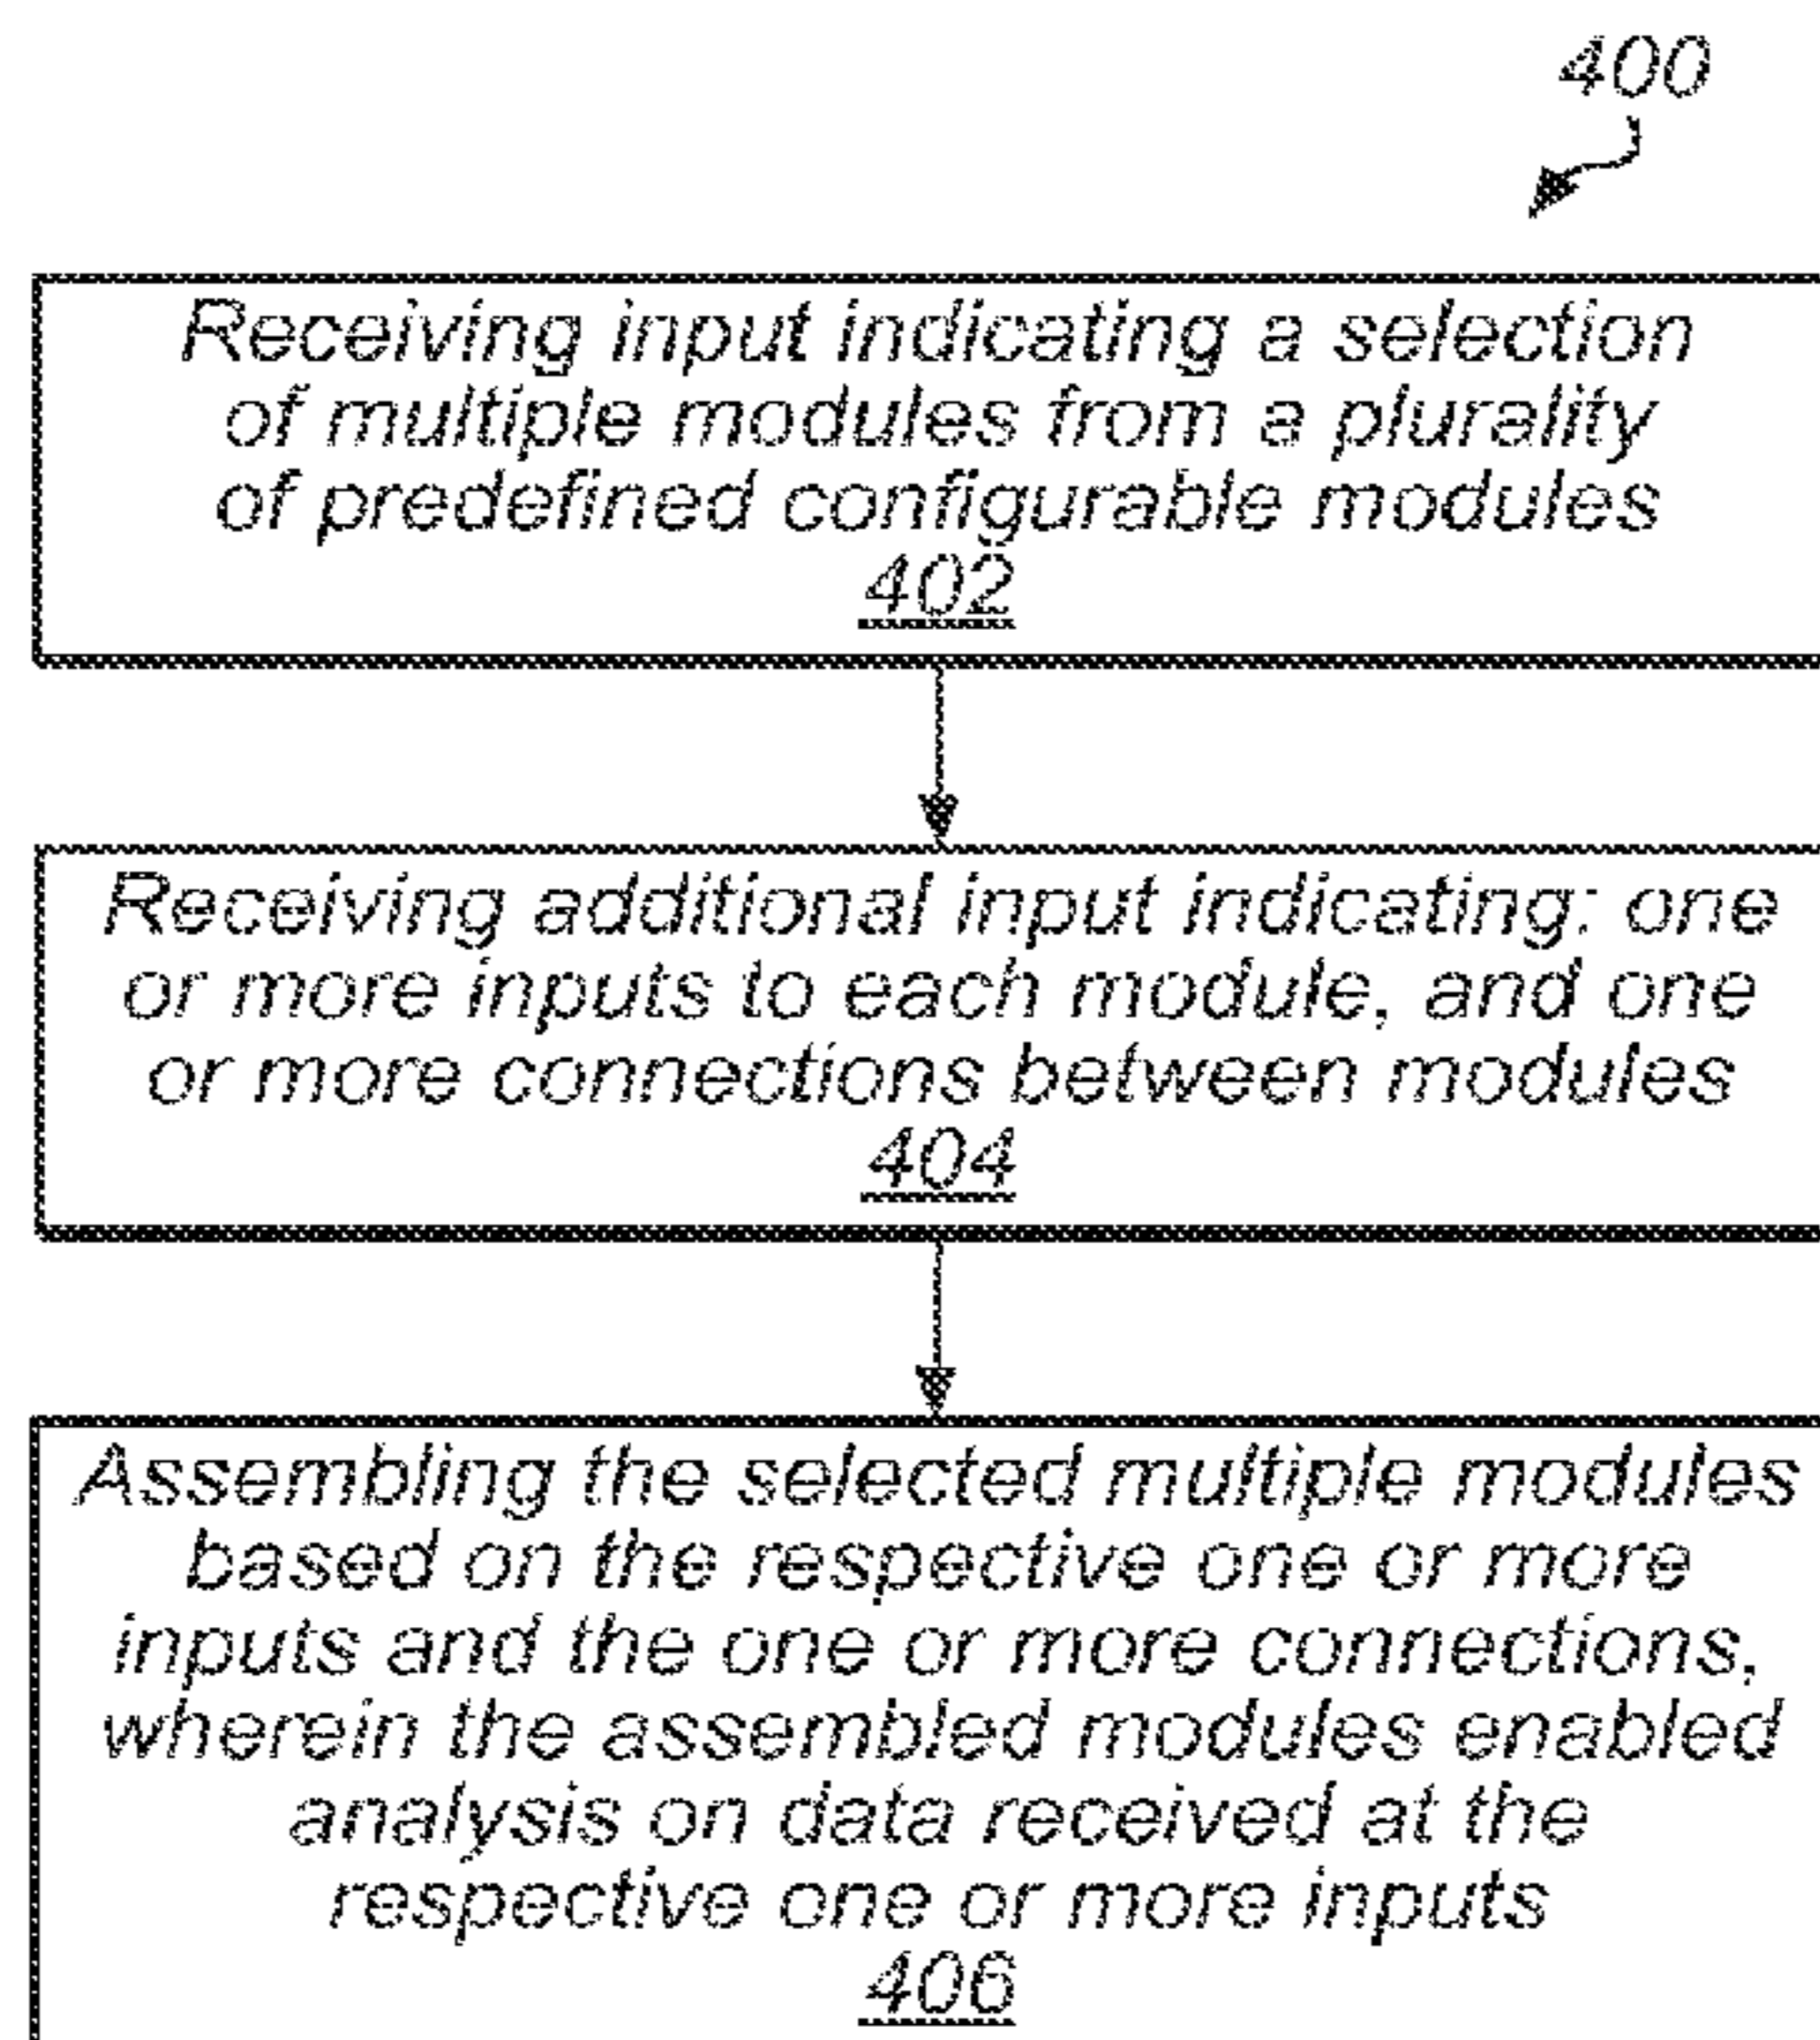 400
Receiving input indicating a selection
of multiple modules from a plurality
of predefined configurable modules
402
Receiving additional input indicating: one
or more inputs to each module, and one
or more connections between modules
404
Assembling the selected multiple modules
based on the respective one or more
inputs and the one or more connections,
wherein the assembled modules enabled
analysis on data received at the
respective one or more inputs
406